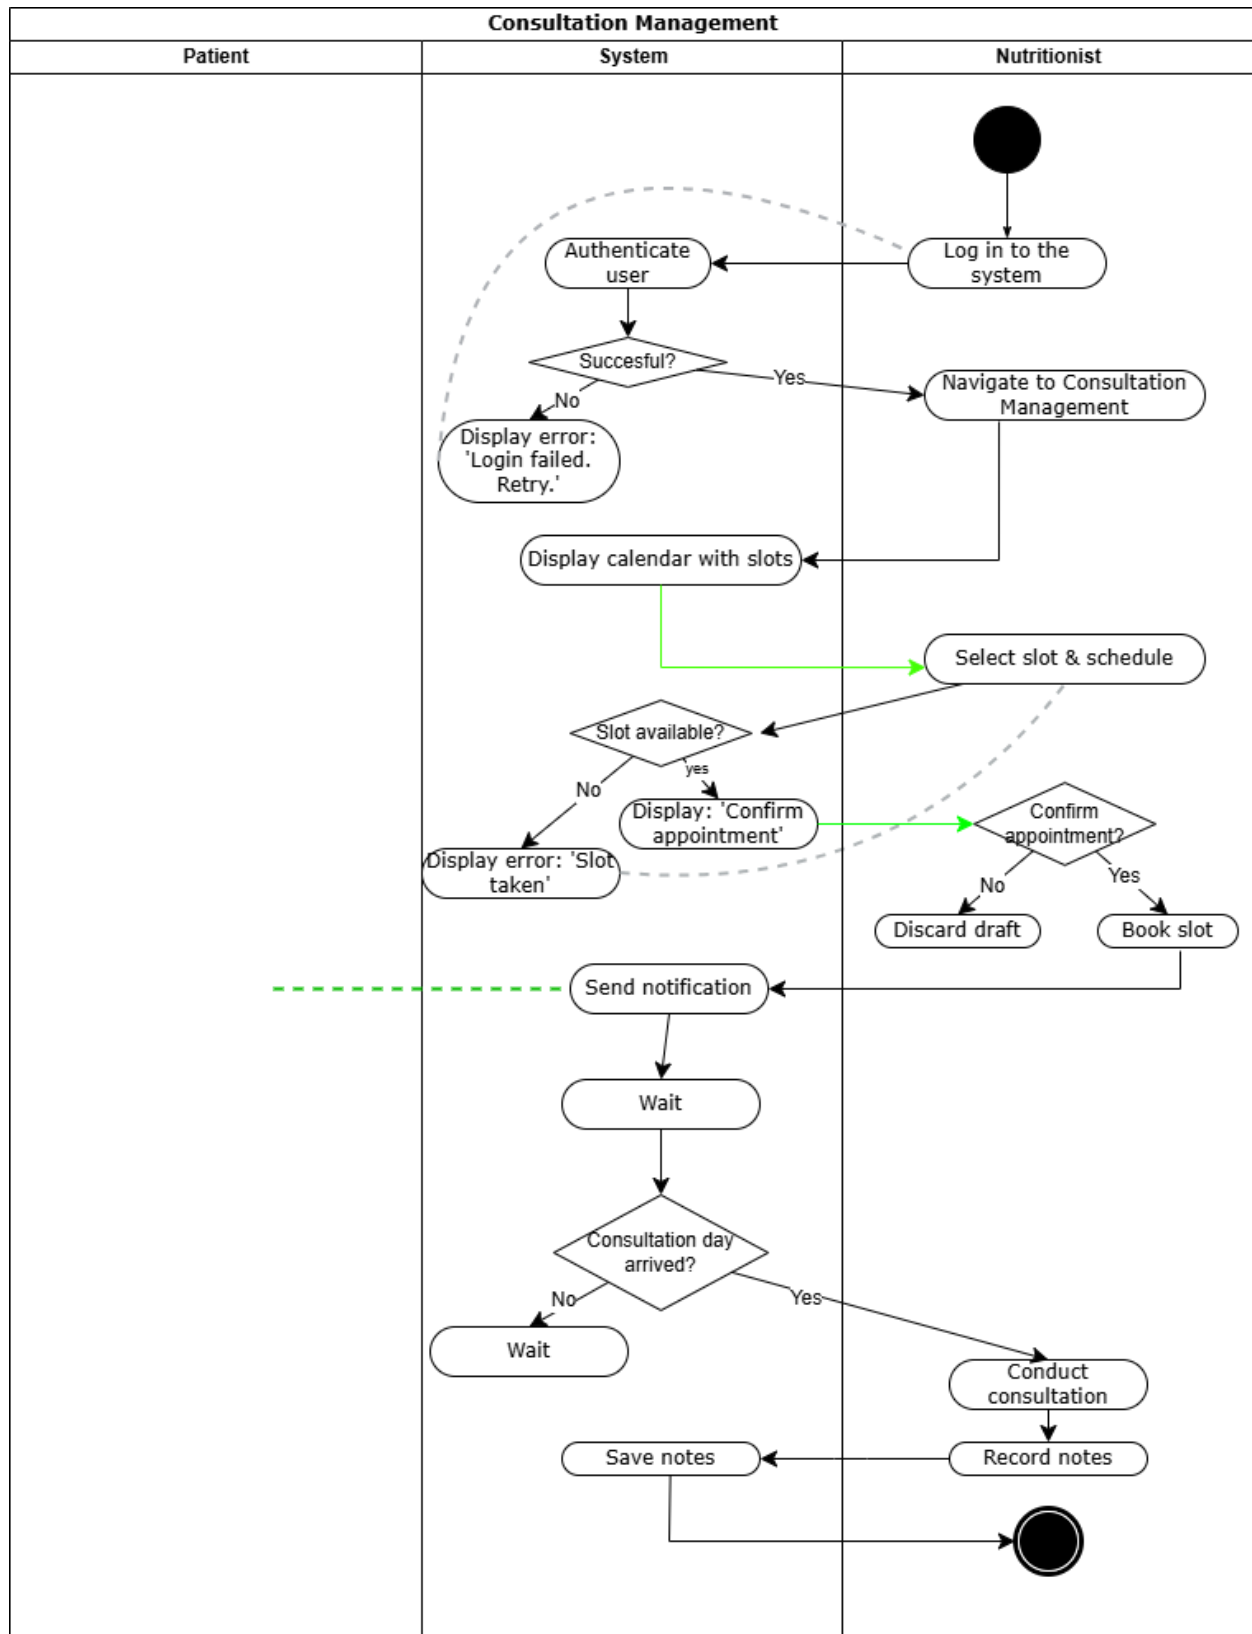 Consultation Management
Patient
System
Nutritionist
Log in to the
system
Authenticate
user
Succesful?
Yes
No
Navigate to Consultation
Management
Display error:
'Login failed.
Retry.'
Display calendar with slots
Select slot & schedule
Slot available?
No
yes
Display: 'Confirm
appointment'
Confirm
appointment?
Display error: 'Slot
taken'
No
Yes
Discard draft
Book slot
Send notification
Wait
Consultation day
arrived?
No
Yes
Wait
Conduct
consultation
Save notes
Record notes